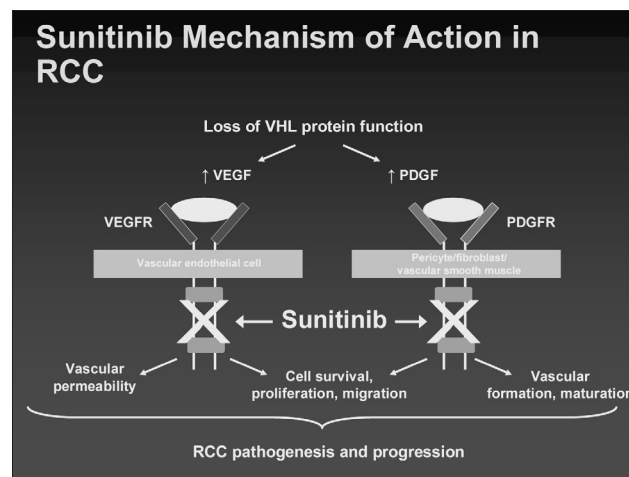 Sunitinib Mechanism of Action in
RCC
Loss of VHL protein function
↑ VEGF
↑ PDGF
VEGFR
PDGFR
Vascular endothelial cell
Pericyte/fibroblast/
vascular smooth muscle
Sunitinib
Vascular
permeability
Cell survival,
proliferation, migration
Vascular
formation, maturation
RCC pathogenesis and progression